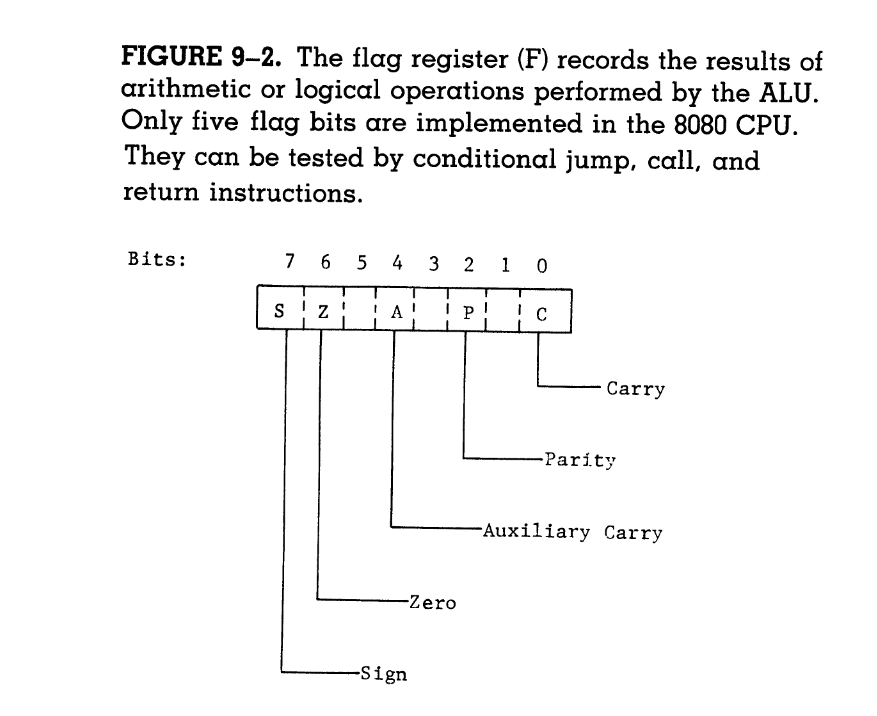 FIGURE 9–2. The flag register (F) records the results of
arithmetic or logical operations performed by the ALU.
Only five flag bits are implemented in the 8080 CPU.
They can be tested by conditional jump, call, and
return instructions.
Bits: 7 6 5 4 3 2 1 0
S Z A P C
Carry
Parity
Auxiliary Carry
Zero
Sign